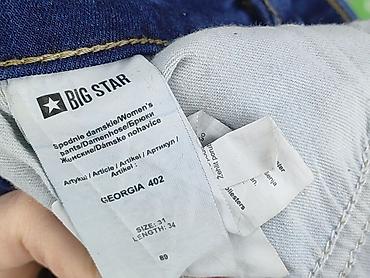 BIG STAR
Spodnie damskie/Women's
pants/Damenhose/Брюки
Женские/Dámske nohavice
Artykuł / Article / Artikel / Артикул /
Artikel :
GEORGIA 402
SIZE: 31
LENGTH: 34
80